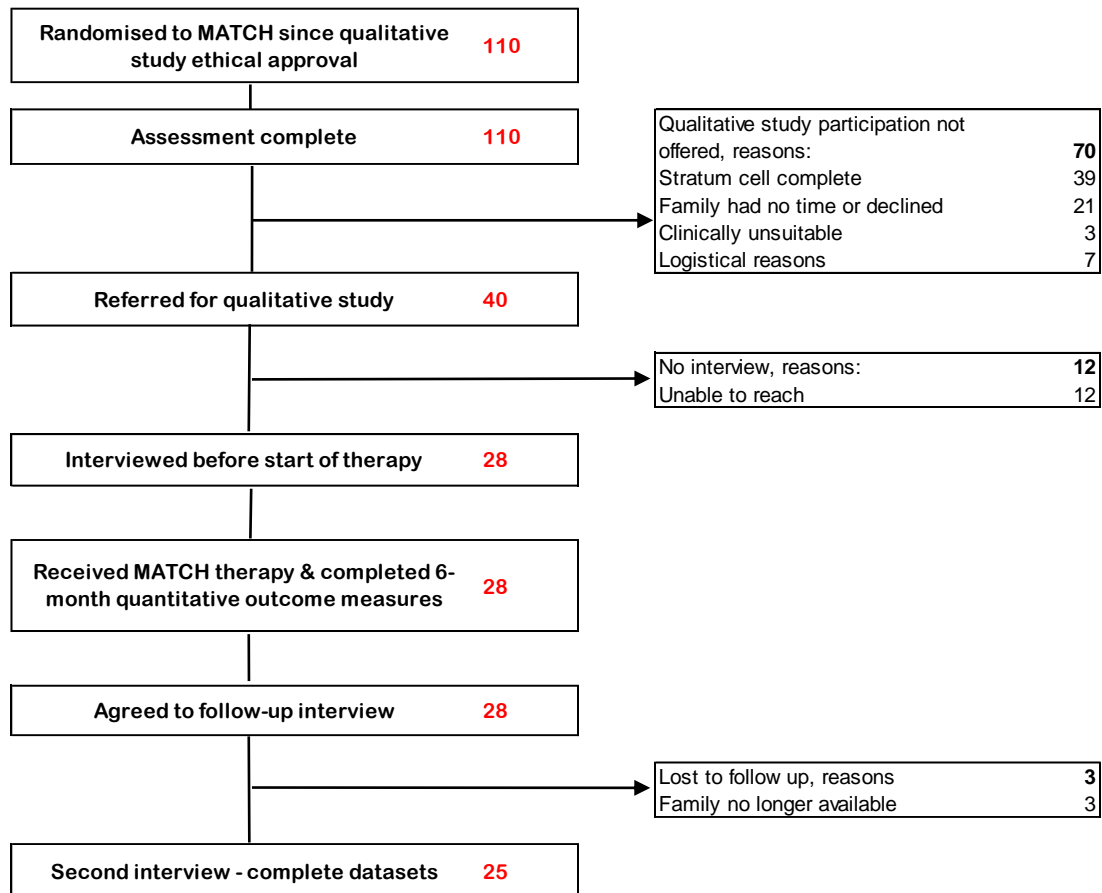 Randomised to MATCH since qualitative
study ethical approval
110
Assessment complete 110
Qualitative study participation not
offered, reasons: 70
Stratum cell complete 39
Family had no time or declined 21
Clinically unsuitable 3
Logistical reasons 7
Referred for qualitative study 40
No interview, reasons: 12
Unable to reach 12
Interviewed before start of therapy 28
Received MATCH therapy & completed 6-
month quantitative outcome measures
28
Agreed to follow-up interview 28
Lost to follow up, reasons 3
Family no longer available 3
Second interview - complete datasets 25